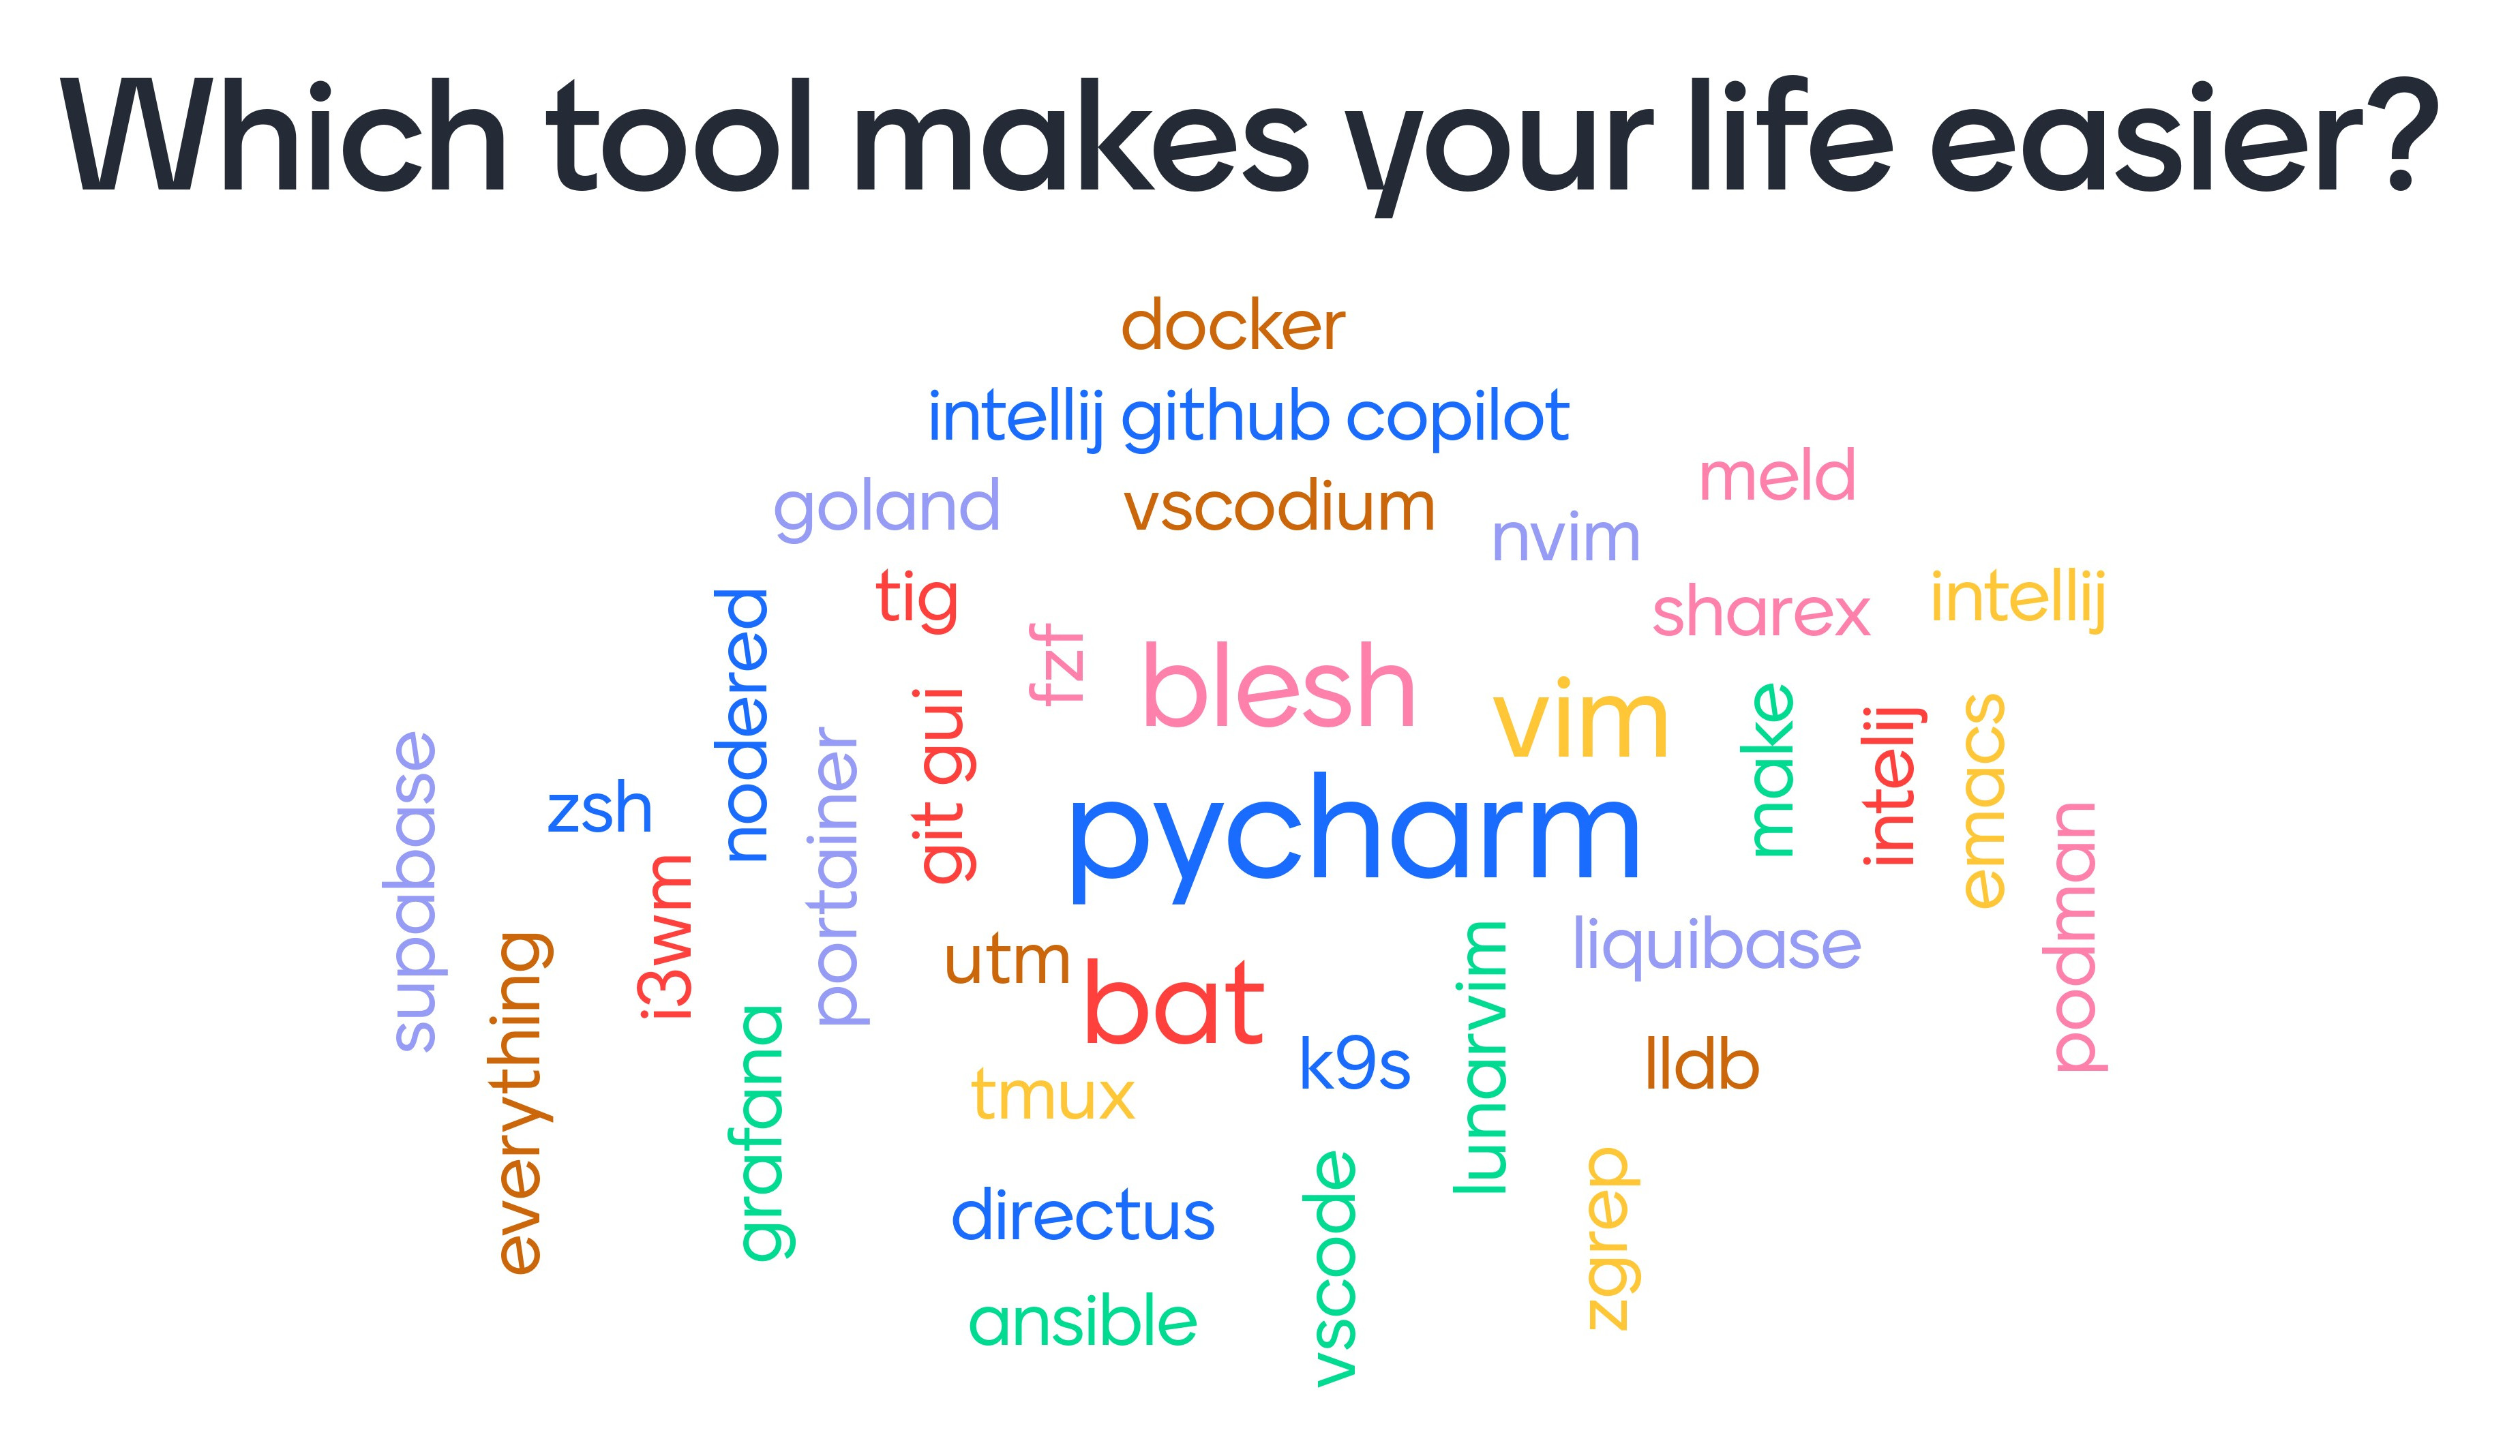 Which tool makes your life easier?
docker
intellij github copilot
meld
goland
vscodium
nvim
tig
sharex
intellij
nodered
fzf
blesh
vim
git gui
make
intelij
emacs
supabase
zsh
portainer
pycharm
podman
i3wm
everything
utm
bat
lunarvim
liquibase
grafana
k9s
lldb
tmux
directus
vscode
zgrep
ansible